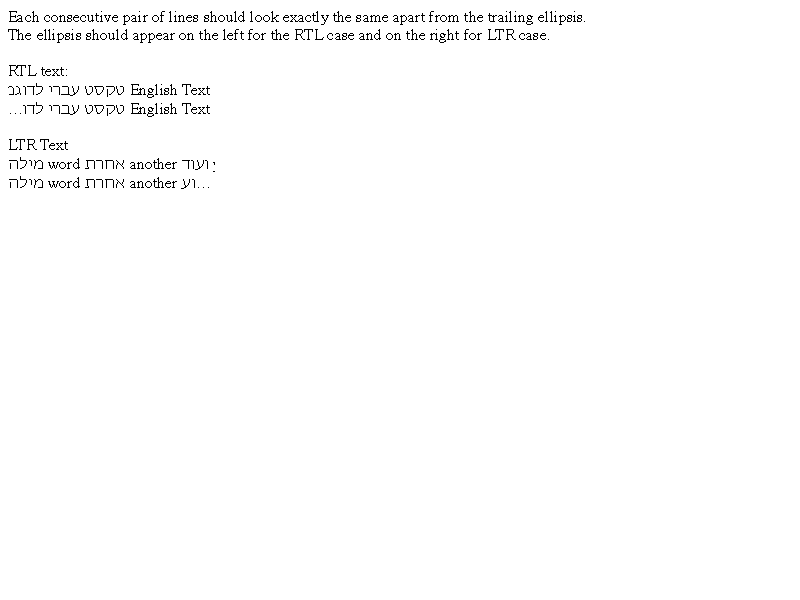 Each consecutive pair of lines should look exactly the same apart from the trailing ellipsis.
The ellipsis should appear on the left for the RTL case and on the right for LTR case.
RTL text:
English Text טקסט עברי לדוגמ
English Text טקסט עברי לדו...
LTR Text
מילה word אחרת another ועוד
מילה word אחרת another וע...